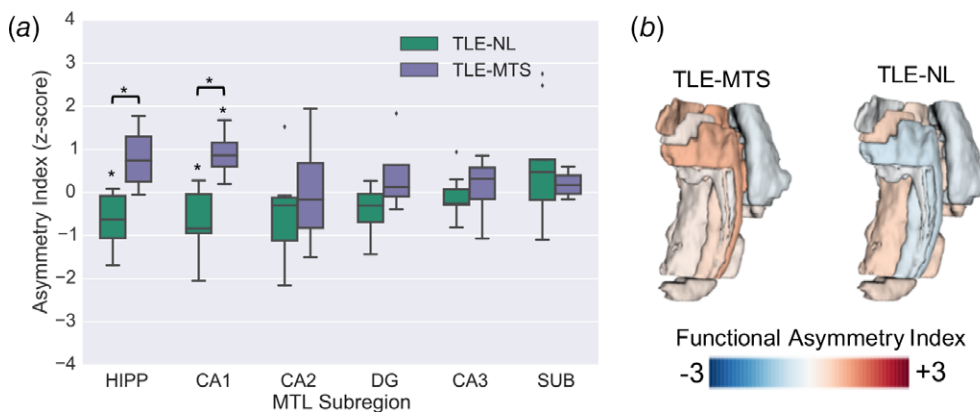 (a)
4
3
2
1
0
−1
−2
−3
−4
Asymmetry Index (z-score)
TLE-NL
TLE-MTS
*
*
*
*
*
HIPP CA1 CA2 DG CA3 SUB
MTL Subregion
(b)
TLE-MTS TLE-NL
Functional Asymmetry Index
-3 +3